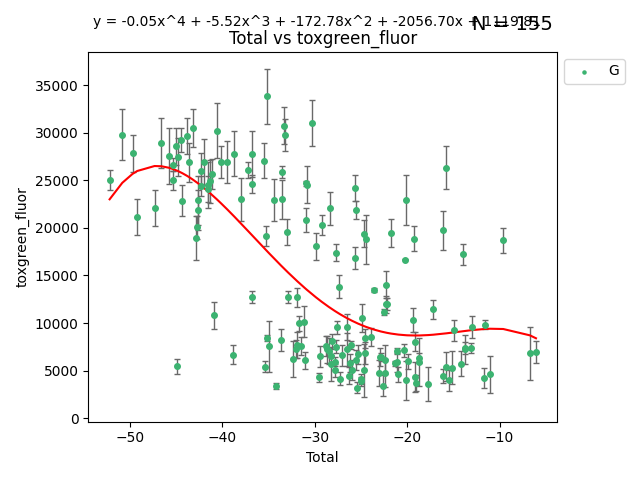 y = -0.05x^4 + -5.52x^3 + -172.78x^2 + -2056.70x +
N = 155
Total vs toxgreen_fluor
G
toxgreen_fluor
35000
30000
25000
20000
15000
10000
5000
0
−50
−40
−30
−20
−10
Total